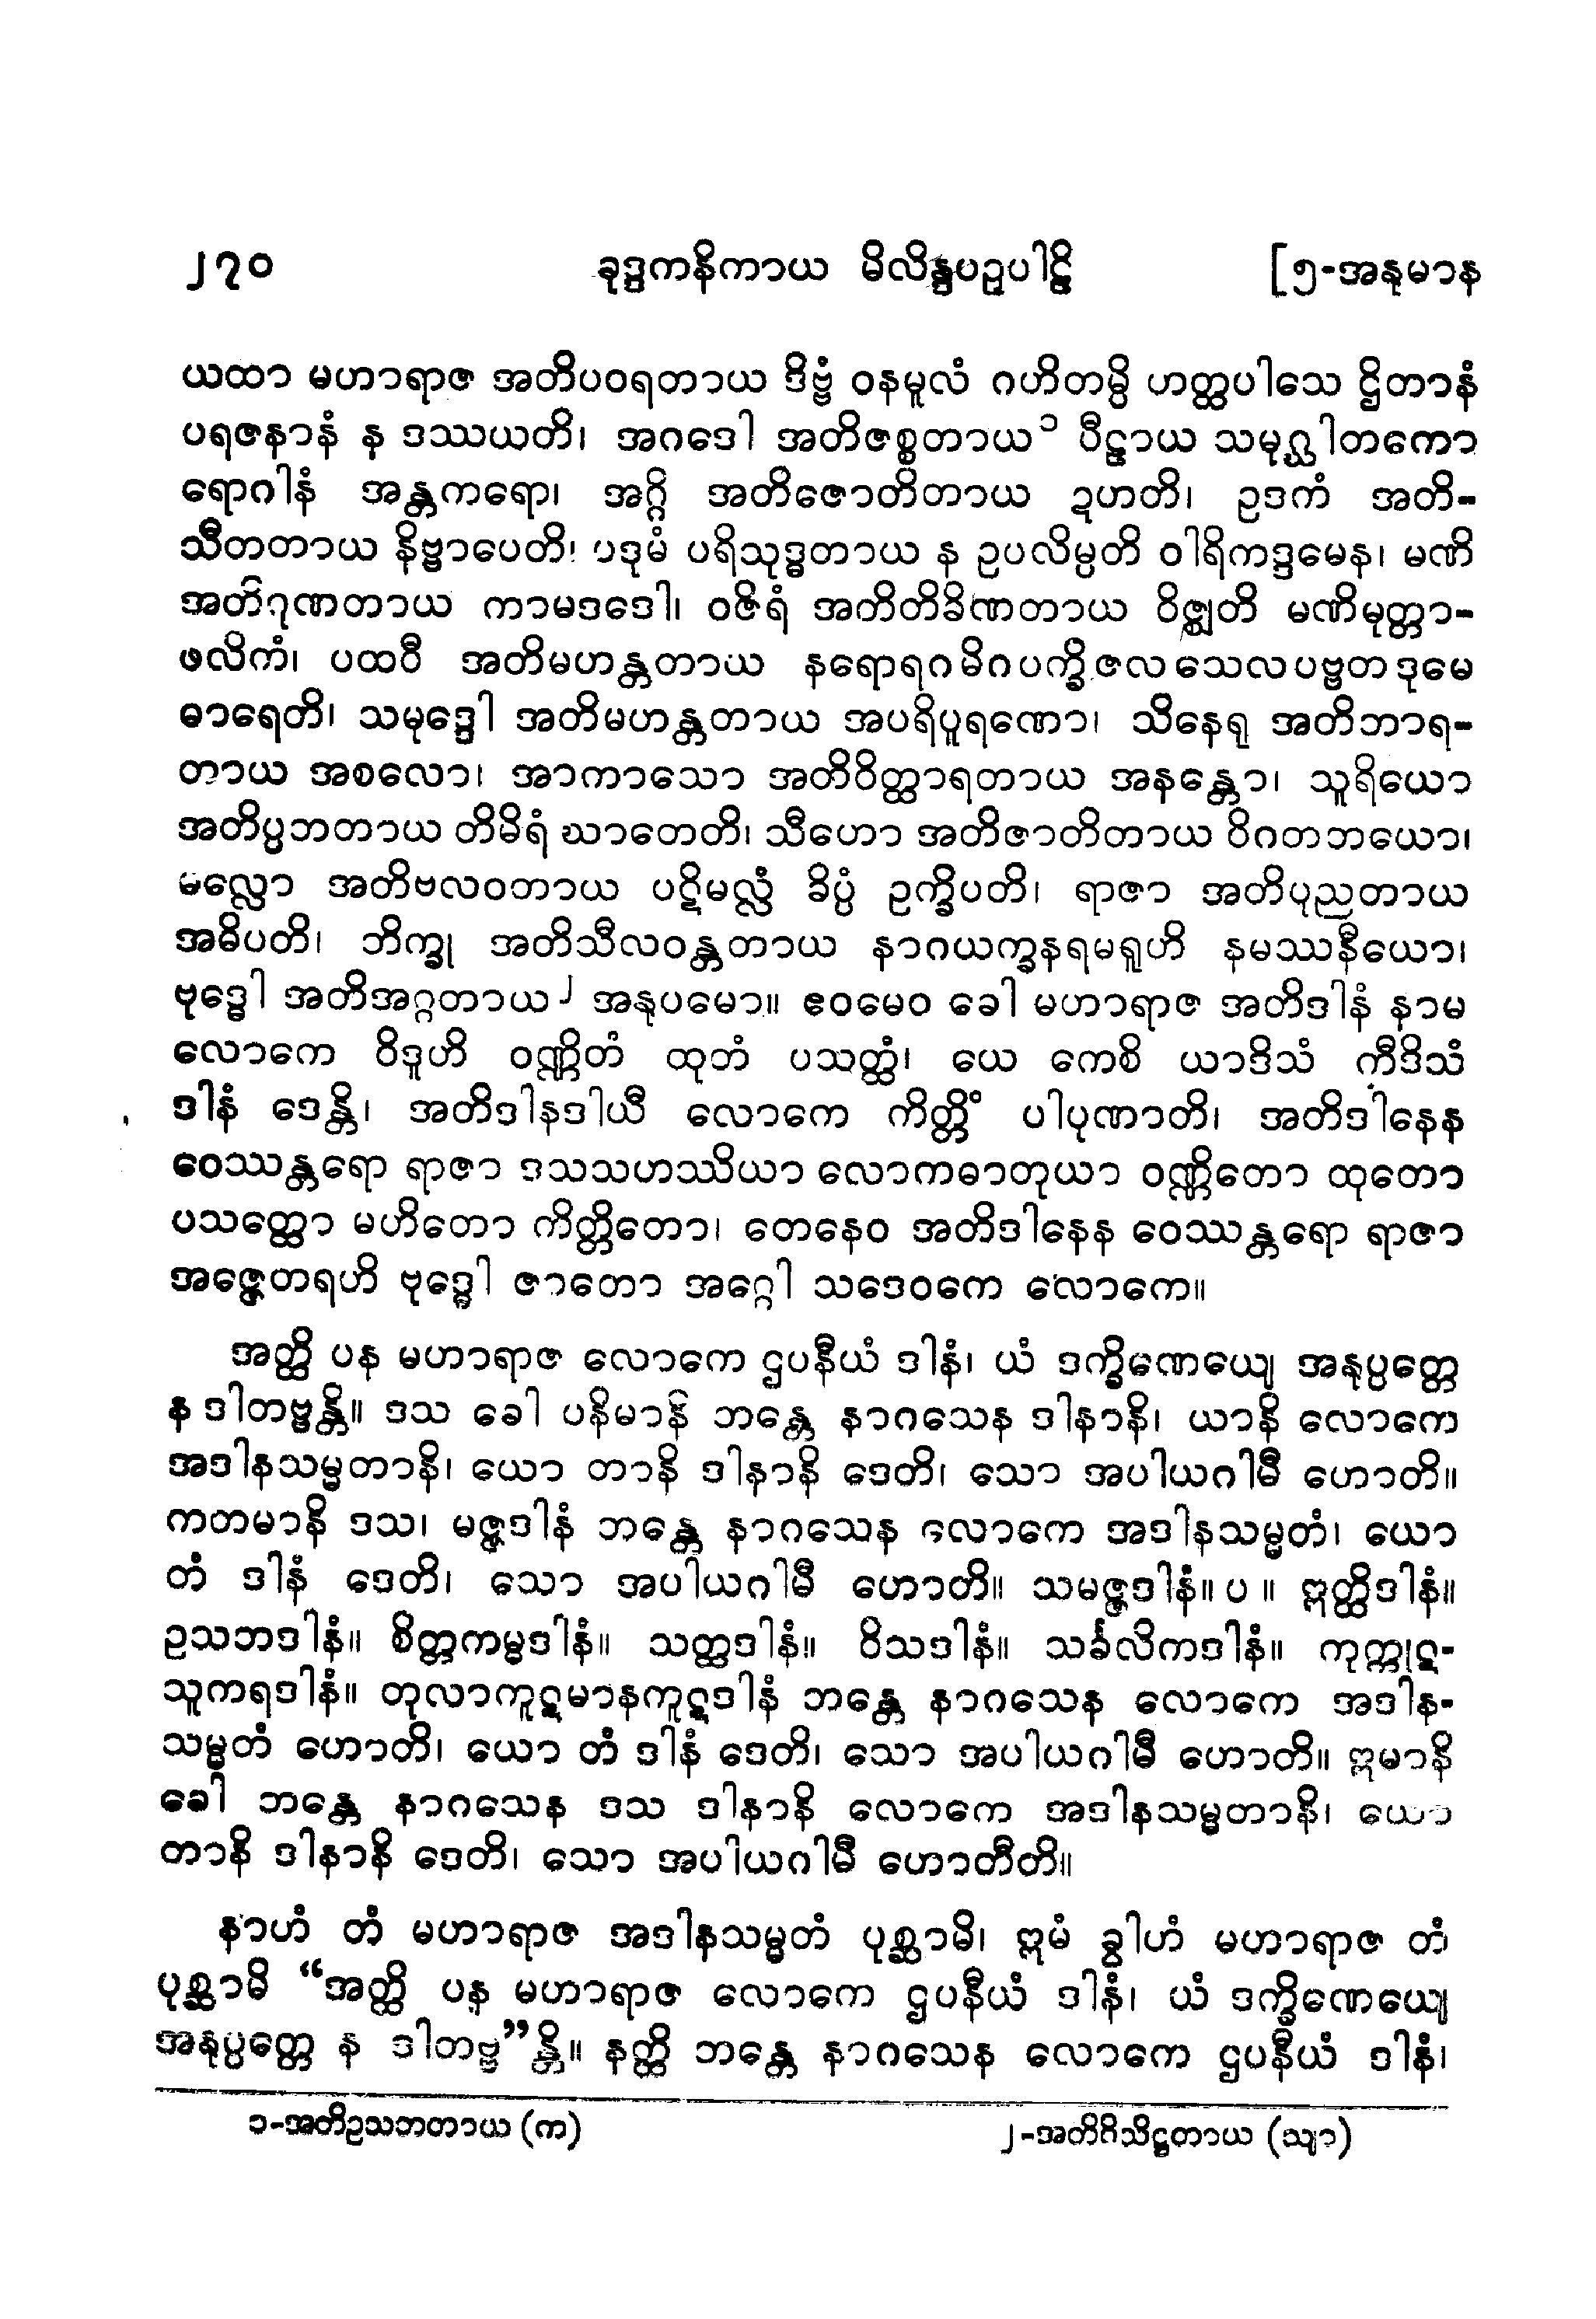 ၂၇၀ ခုဒ္ဒကနိကာယ မိလိန္ဒပဉှပါဠိ [၅-အနုမာန
ယထာ မဟာရာဇ အတိပဝရတာယ ဒိဗ္ဗံ ဝနမူလံ ဂဟိတမ္ပိ ဟတ္ထပါသေ ဌိတာနံ
ပရဇနာနံ န ဒဿယတိ၊ အဂဒေါ အတိဇစ္စတာယ ၁ ပီဠာယ သမုဂ္ဃါတကော
ရောဂါနံ အန္တကရော၊ အဂ္ဂိ အတိဇောတိတာယ ဍဟတိ၊ ဥဒကံ အတိ-
သီတတာယ နိဗ္ဗာပေတိ၊ ပဒုမံ ပရိသုဒ္ဓတာယ န ဥပလိမ္ပတိ ဝါရိကဒ္ဒမေန၊ မဏိ
အတိဂုဏတာယ ကာမဒဒေါ၊ ဝဇိရံ အတိတိခိဏတာယ ဝိဇ္ဈတိ မဏိမုတ္တာ-
ဖလိကံ၊ ပထဝီ အတိမဟန္တတာယ နရောရဂမိဂပက္ခိဇလသေလပဗ္ဗတဒုမေ
ဓာရေတိ၊ သမုဒ္ဒေါ အတိမဟန္တတာယ အပရိပူရဏော၊ သိနေရု အတိဘာရ-
တာယ အစလော၊ အာကာသော အတိဝိတ္ထာရတာယ အနန္တော၊ သူရိယော
အတိပ္ပဘတာယ တိမိရံ ဃာတေတိ၊ သီဟော အတိဇာတိတာယ ဝိဂတဘယော၊
မလ္လော အတိဗလဝတာယ ပဋိမလ္လံ ခိပ္ပံ ဥက္ခိပတိ၊ ရာဇာ အတိပုညတာယ
အဓိပတိ၊ ဘိက္ခု အတိသီလဝန္တတာယ နာဂယက္ခနရမရူဟိ နမဿနီယော၊
ဗုဒ္ဓေါ အတိအဂ္ဂတာယ ၂ အနုပမော။ ဧဝမေဝ ခေါ မဟာရာဇ အတိဒါနံ နာမ
လောကေ ဝိဒူဟိ ဝဏ္ဏိတံ ထုတံ ပသတ္ထံ၊ ယေ ကေစိ ယာဒိသံ ကီဒိသံ
ဒါနံ ဒေန္တိ၊ အတိဒါနဒါယီ လောကေ ကိတ္တိံ ပါပုဏာတိ၊ အတိဒါနေန
ဝေဿန္တရော ရာဇာ ဒသသဟဿိယာ လောကဓာတုယာ ဝဏ္ဏိတော ထုတော
ပသတ္ထော မဟိတော ကိတ္တိတော၊ တေနေဝ အတိဒါနေန ဝေဿန္တရော ရာဇာ
အဇ္ဇေတရဟိ ဗုဒ္ဓေါ ဇာတော အဂ္ဂေါ သဒေဝကေ လောကေ။
အတ္ထိ ပန မဟာရာဇ လောကေ ဌပနီယံ ဒါနံ၊ ယံ ဒက္ခိဏေယျေ အနုပ္ပတ္တေ
န ဒါတဗ္ဗန္တိ။ ဒသ ခေါ ပနိမာနိ ဘန္တေ နာဂသေန ဒါနာနိ၊ ယာနိ လောကေ
အဒါနသမ္မတာနိ၊ ယော တာနိ ဒါနာနိ ဒေတိ၊ သော အပါယဂါမီ ဟောတိ။
ကတမာနိ ဒသ၊ မဇ္ဇဒါနံ ဘန္တေ နာဂသေန လောကေ အဒါနသမ္မတံ၊ ယော
တံ ဒါနံ ဒေတိ၊ သော အပါယဂါမီ ဟောတိ။ သမဇ္ဇဒါနံ။ ပ ။ ဣတ္ထိဒါနံ။
ဥသဘဒါနံ။ စိတ္တကမ္မဒါနံ။ သတ္ထဒါနံ။ ဝိသဒါနံ။ သင်္ခလိကဒါနံ။ ကုက္ကုဋ-
သူကရဒါနံ။ တုလာကူဋမာနကူဋဒါနံ ဘန္တေ နာဂသေန လောကေ အဒါန-
သမ္မတံ ဟောတိ၊ ယော တံ ဒါနံ ဒေတိ၊ သော အပါယဂါမီ ဟောတိ။ ဣမာနိ
ခေါ ဘန္တေ နာဂသေန ဒသ ဒါနာနိ လောကေ အဒါနသမ္မတာနိ၊ ယော
တာနိ ဒါနာနိ ဒေတိ၊ သော အပါယဂါမီ ဟောတီတိ။
နာဟံ တံ မဟာရာဇ အဒါနသမ္မတံ ပုစ္ဆာမိ၊ ဣမံ ခွါဟံ မဟာရာဇ တံ
ပုစ္ဆာမိ “အတ္ထိ ပန မဟာရာဇ လောကေ ဌပနီယံ ဒါနံ၊ ယံ ဒက္ခိဏေယျေ
အနုပ္ပတ္တေ န ဒါတဗ္ဗ”န္တိ။ နတ္ထိ ဘန္တေ နာဂသေန လောကေ ဌပနီယံ ဒါနံ၊
၁-အတိဥသဘတာယ (က) ၂-အတိဝိသိဋ္ဌတာယ (သျာ)